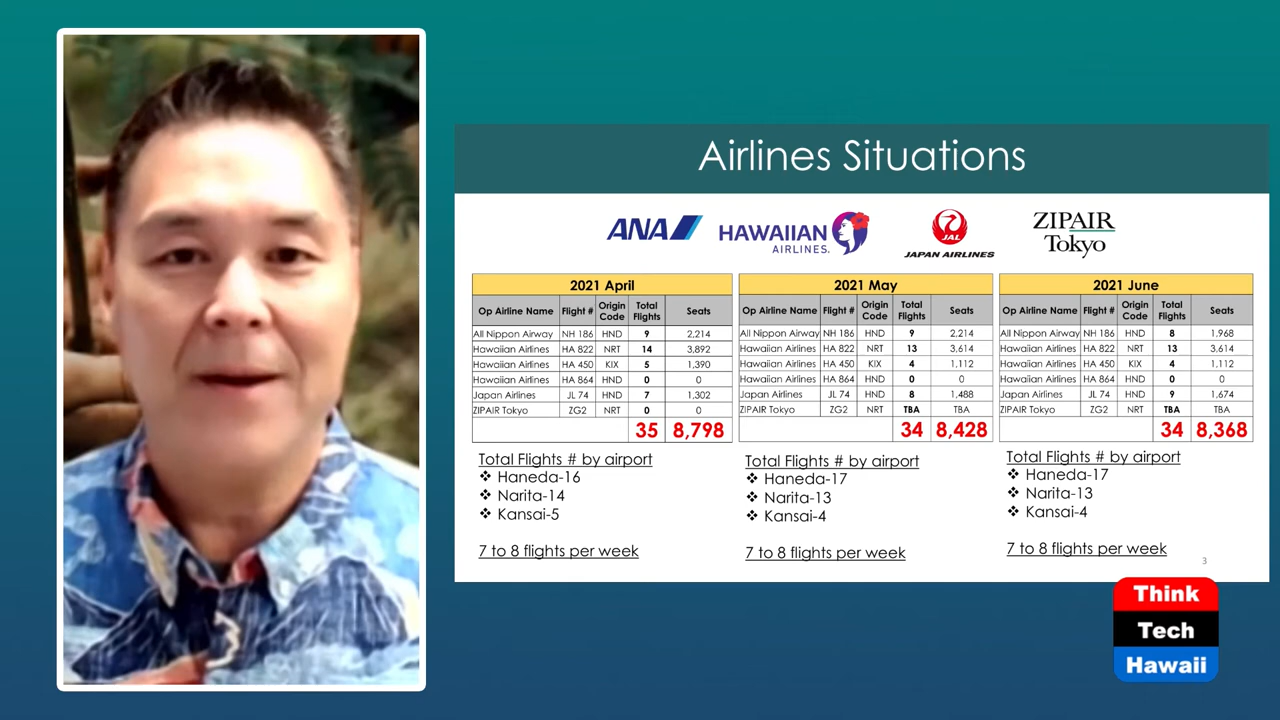 Airlines Situations
ANA
HAWAIIAN
AIRLINES.
JAL
JAPAN AIRLINES
ZIPAIR
Tokyo
2021 April
Op Airline Name Flight # Origin Code Total Flights Seats
All Nippon Airway NH 186 HND 9 2,214
Hawaiian Airlines HA 822 NRT 14 3,892
Hawaiian Airlines HA 450 KIX 5 1,390
Hawaiian Airlines HA 864 HND 0 0
Japan Airlines JL 74 HND 7 1,302
ZIPAIR Tokyo ZG2 NRT 0 0
35 8,798
Total Flights # by airport
❖ Haneda-16
❖ Narita-14
❖ Kansai-5
7 to 8 flights per week
2021 May
Op Airline Name Flight # Origin Code Total Flights Seats
All Nippon Airway NH 186 HND 9 2,214
Hawaiian Airlines HA 822 NRT 13 3,614
Hawaiian Airlines HA 450 KIX 4 1,112
Hawaiian Airlines HA 864 HND 0 0
Japan Airlines JL 74 HND 8 1,488
ZIPAIR Tokyo ZG2 NRT TBA TBA
34 8,428
Total Flights # by airport
❖ Haneda-17
❖ Narita-13
❖ Kansai-4
7 to 8 flights per week
2021 June
Op Airline Name Flight # Origin Code Total Flights Seats
All Nippon Airway NH 186 HND 8 1,968
Hawaiian Airlines HA 822 NRT 13 3,614
Hawaiian Airlines HA 450 KIX 4 1,112
Hawaiian Airlines HA 864 HND 0 0
Japan Airlines JL 74 HND 9 1,674
ZIPAIR Tokyo ZG2 NRT TBA TBA
34 8,368
Total Flights # by airport
❖ Haneda-17
❖ Narita-13
❖ Kansai-4
7 to 8 flights per week
3
Think
Tech
Hawaii